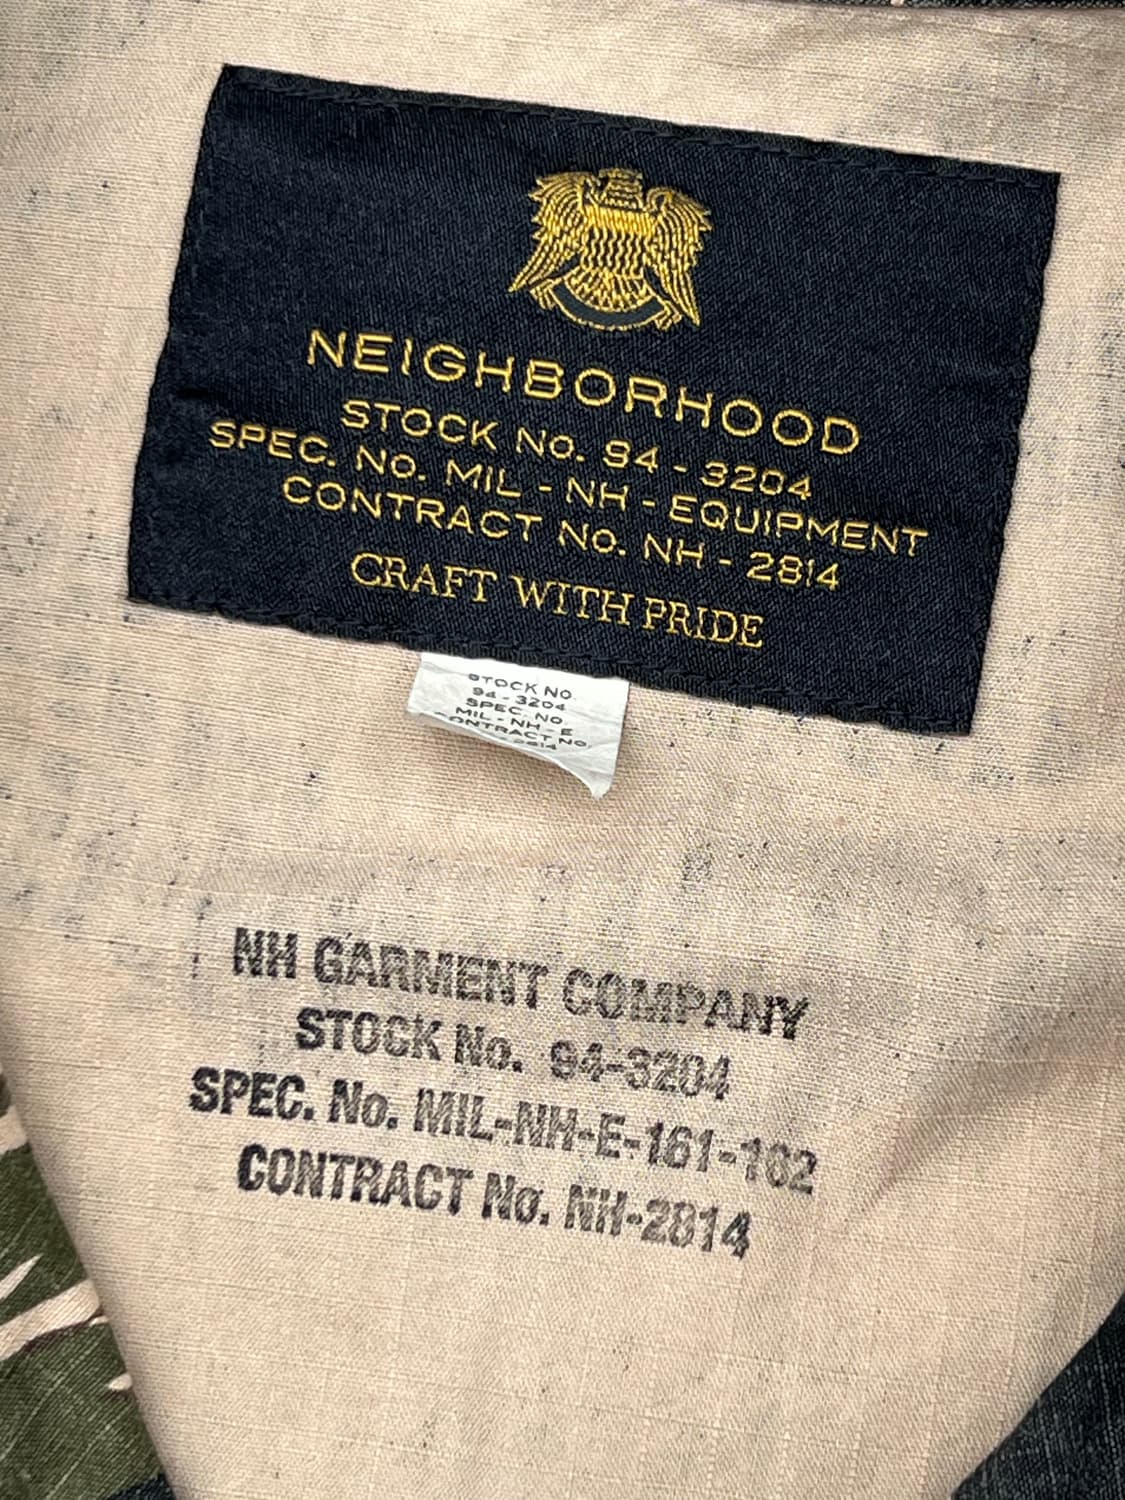 NEIGHBORHOOD
STOCK No. 94 - 3204
SPEC. NO. MIL - NH - EQUIPMENT
CONTRACT No. NH - 2814
CRAFT WITH PRIDE
STOCK NO.
94 - 3204
SPEC. NO.
MIL - NH - E
CONTRACT NO.
2814
NH GARMENT COMPANY
STOCK No. 94-3204
SPEC. No. MIL-NH-E-161-162
CONTRACT No. NH-2814